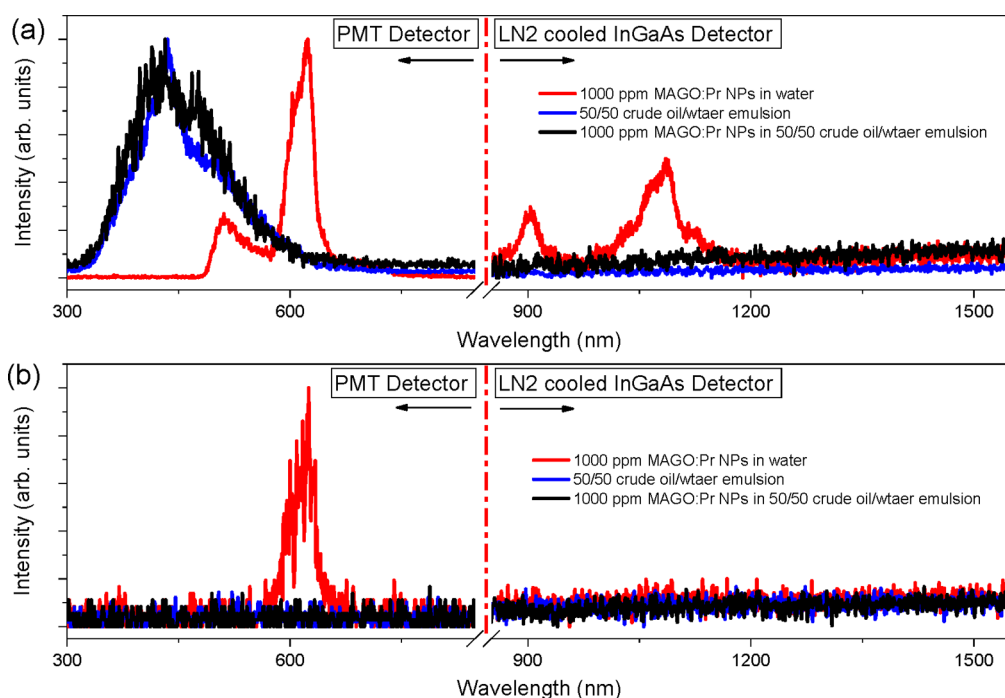 (a)
PMT Detector
LN2 cooled InGaAs Detector
1000 ppm MAGO:Pr NPs in water
50/50 crude oil/wtaer emulsion
1000 ppm MAGO:Pr NPs in 50/50 crude oil/wtaer emulsion
Intensity (arb. units)
300 600 900 1200 1500
Wavelength (nm) Wavelength (nm)
(b)
PMT Detector
LN2 cooled InGaAs Detector
1000 ppm MAGO:Pr NPs in water
50/50 crude oil/wtaer emulsion
1000 ppm MAGO:Pr NPs in 50/50 crude oil/wtaer emulsion
Intensity (arb. units)
300 600 900 1200 1500
Wavelength (nm) Wavelength (nm)